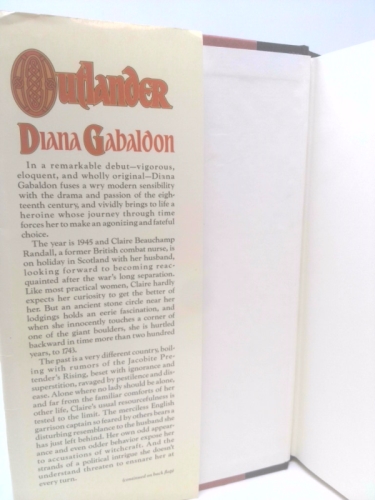 Outlander
Diana Gabaldon
In a remarkable debut—vigorous,
eloquent, and wholly original—Diana
Gabaldon fuses a wry modern sensibility
with the drama and passion of the eigh-
teenth century, and vividly brings to life a
heroine whose journey through time
forces her to make an agonizing and fateful
choice.
The year is 1945 and Claire Beauchamp
Randall, a former British combat nurse, is
on holiday in Scotland with her husband,
looking forward to becoming reac-
quainted after the war's long separation.
Like most practical women, Claire hardly
expects her curiosity to get the better of
her. But an ancient stone circle near her
lodgings holds an eerie fascination, and
when she innocently touches a corner of
one of the giant boulders, she is hurtled
backward in time more than two hundred
years, to 1743.
The past is a very different country, boil-
ing with rumors of the Jacobite Pre-
tender's Rising, beset with ignorance and
superstition, ravaged by pestilence and dis-
ease. Alone where no lady should be alone,
and far from the familiar comforts of her
other life, Claire's usual resourcefulness is
tested to the limit. The merciless English
garrison captain so feared by others bears a
disturbing resemblance to the husband she
has just left behind. Her own odd appear-
ance and even odder behavior expose her
to accusations of witchcraft. And the
strands of a political intrigue she doesn't
understand threaten to ensnare her at
every turn.
(continued on back flap)